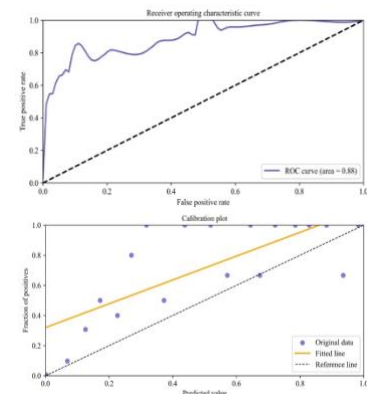 Receiver operating characteristic curve
1.0
0.8
0.6
0.4
0.2
0.0
True positive rate
ROC curve (area = 0.88)
0.0 0.2 0.4 0.6 0.8 1.0
False positive rate
Calibration plot
1.0
0.8
0.6
0.4
0.2
0.0
Fraction of positives
Original data
Fitted line
Reference line
0.0 0.2 0.4 0.6 0.8 1.0
Predicted value